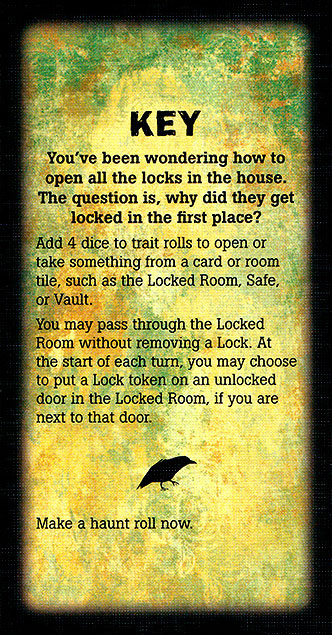 KEY
You've been wondering how to
open all the locks in the house.
The question is, why did they get
locked in the first place?
Add 4 dice to trait rolls to open or
take something from a card or room
tile, such as the Locked Room, Safe,
or Vault.
You may pass through the Locked
Room without removing a Lock. At
the start of each turn, you may choose
to put a Lock token on an unlocked
door in the Locked Room, if you are
next to that door.
Make a haunt roll now.